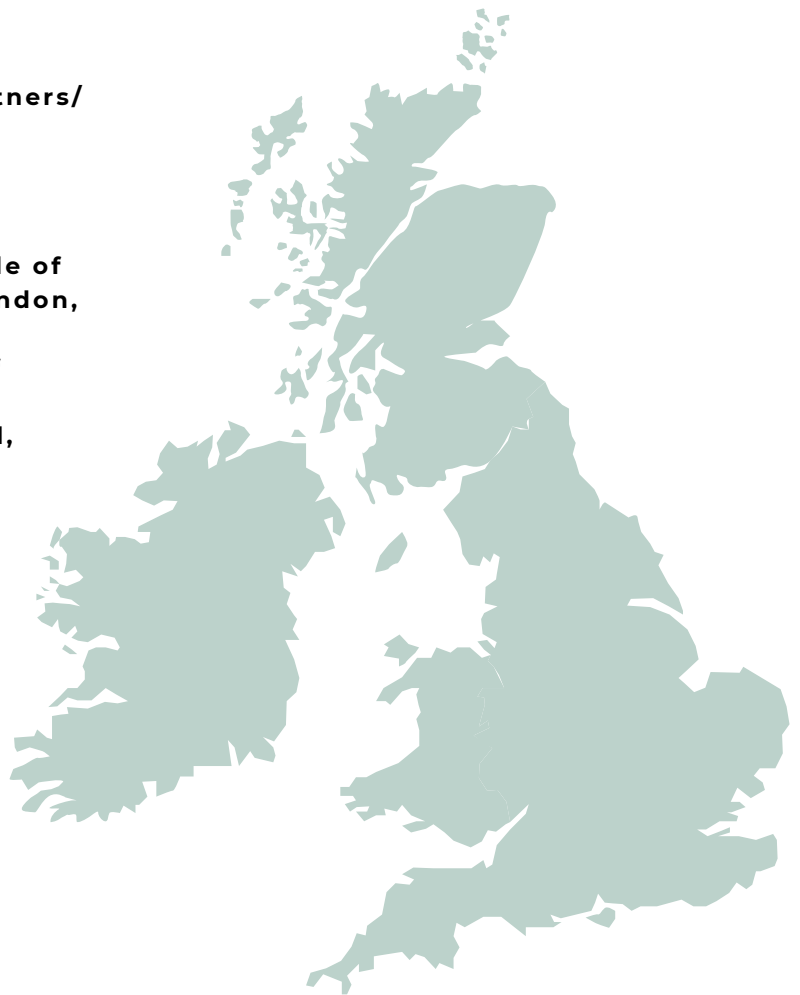 tners/
le of
ndon,
,